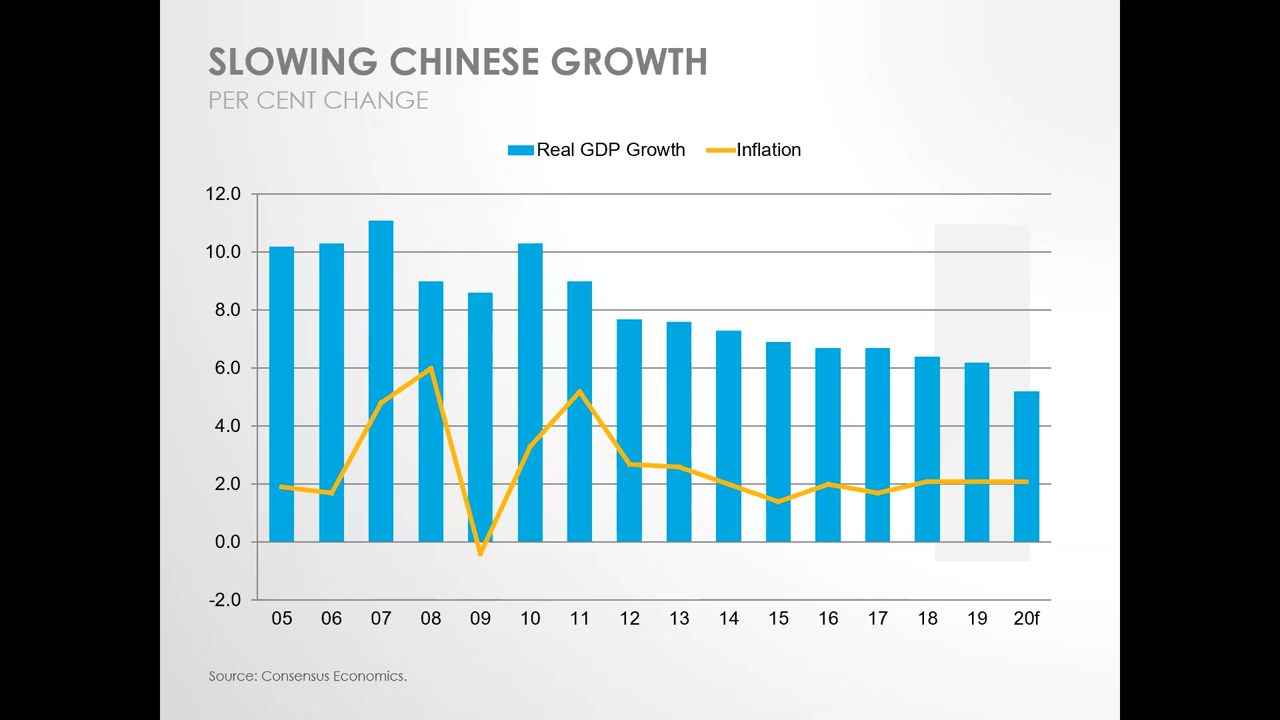 SLOWING CHINESE GROWTH
PER CENT CHANGE
Real GDP Growth Inflation
12.0
10.0
8.0
6.0
4.0
2.0
0.0
-2.0
05 06 07 08 09 10 11 12 13 14 15 16 17 18 19 20f
Source: Consensus Economics.